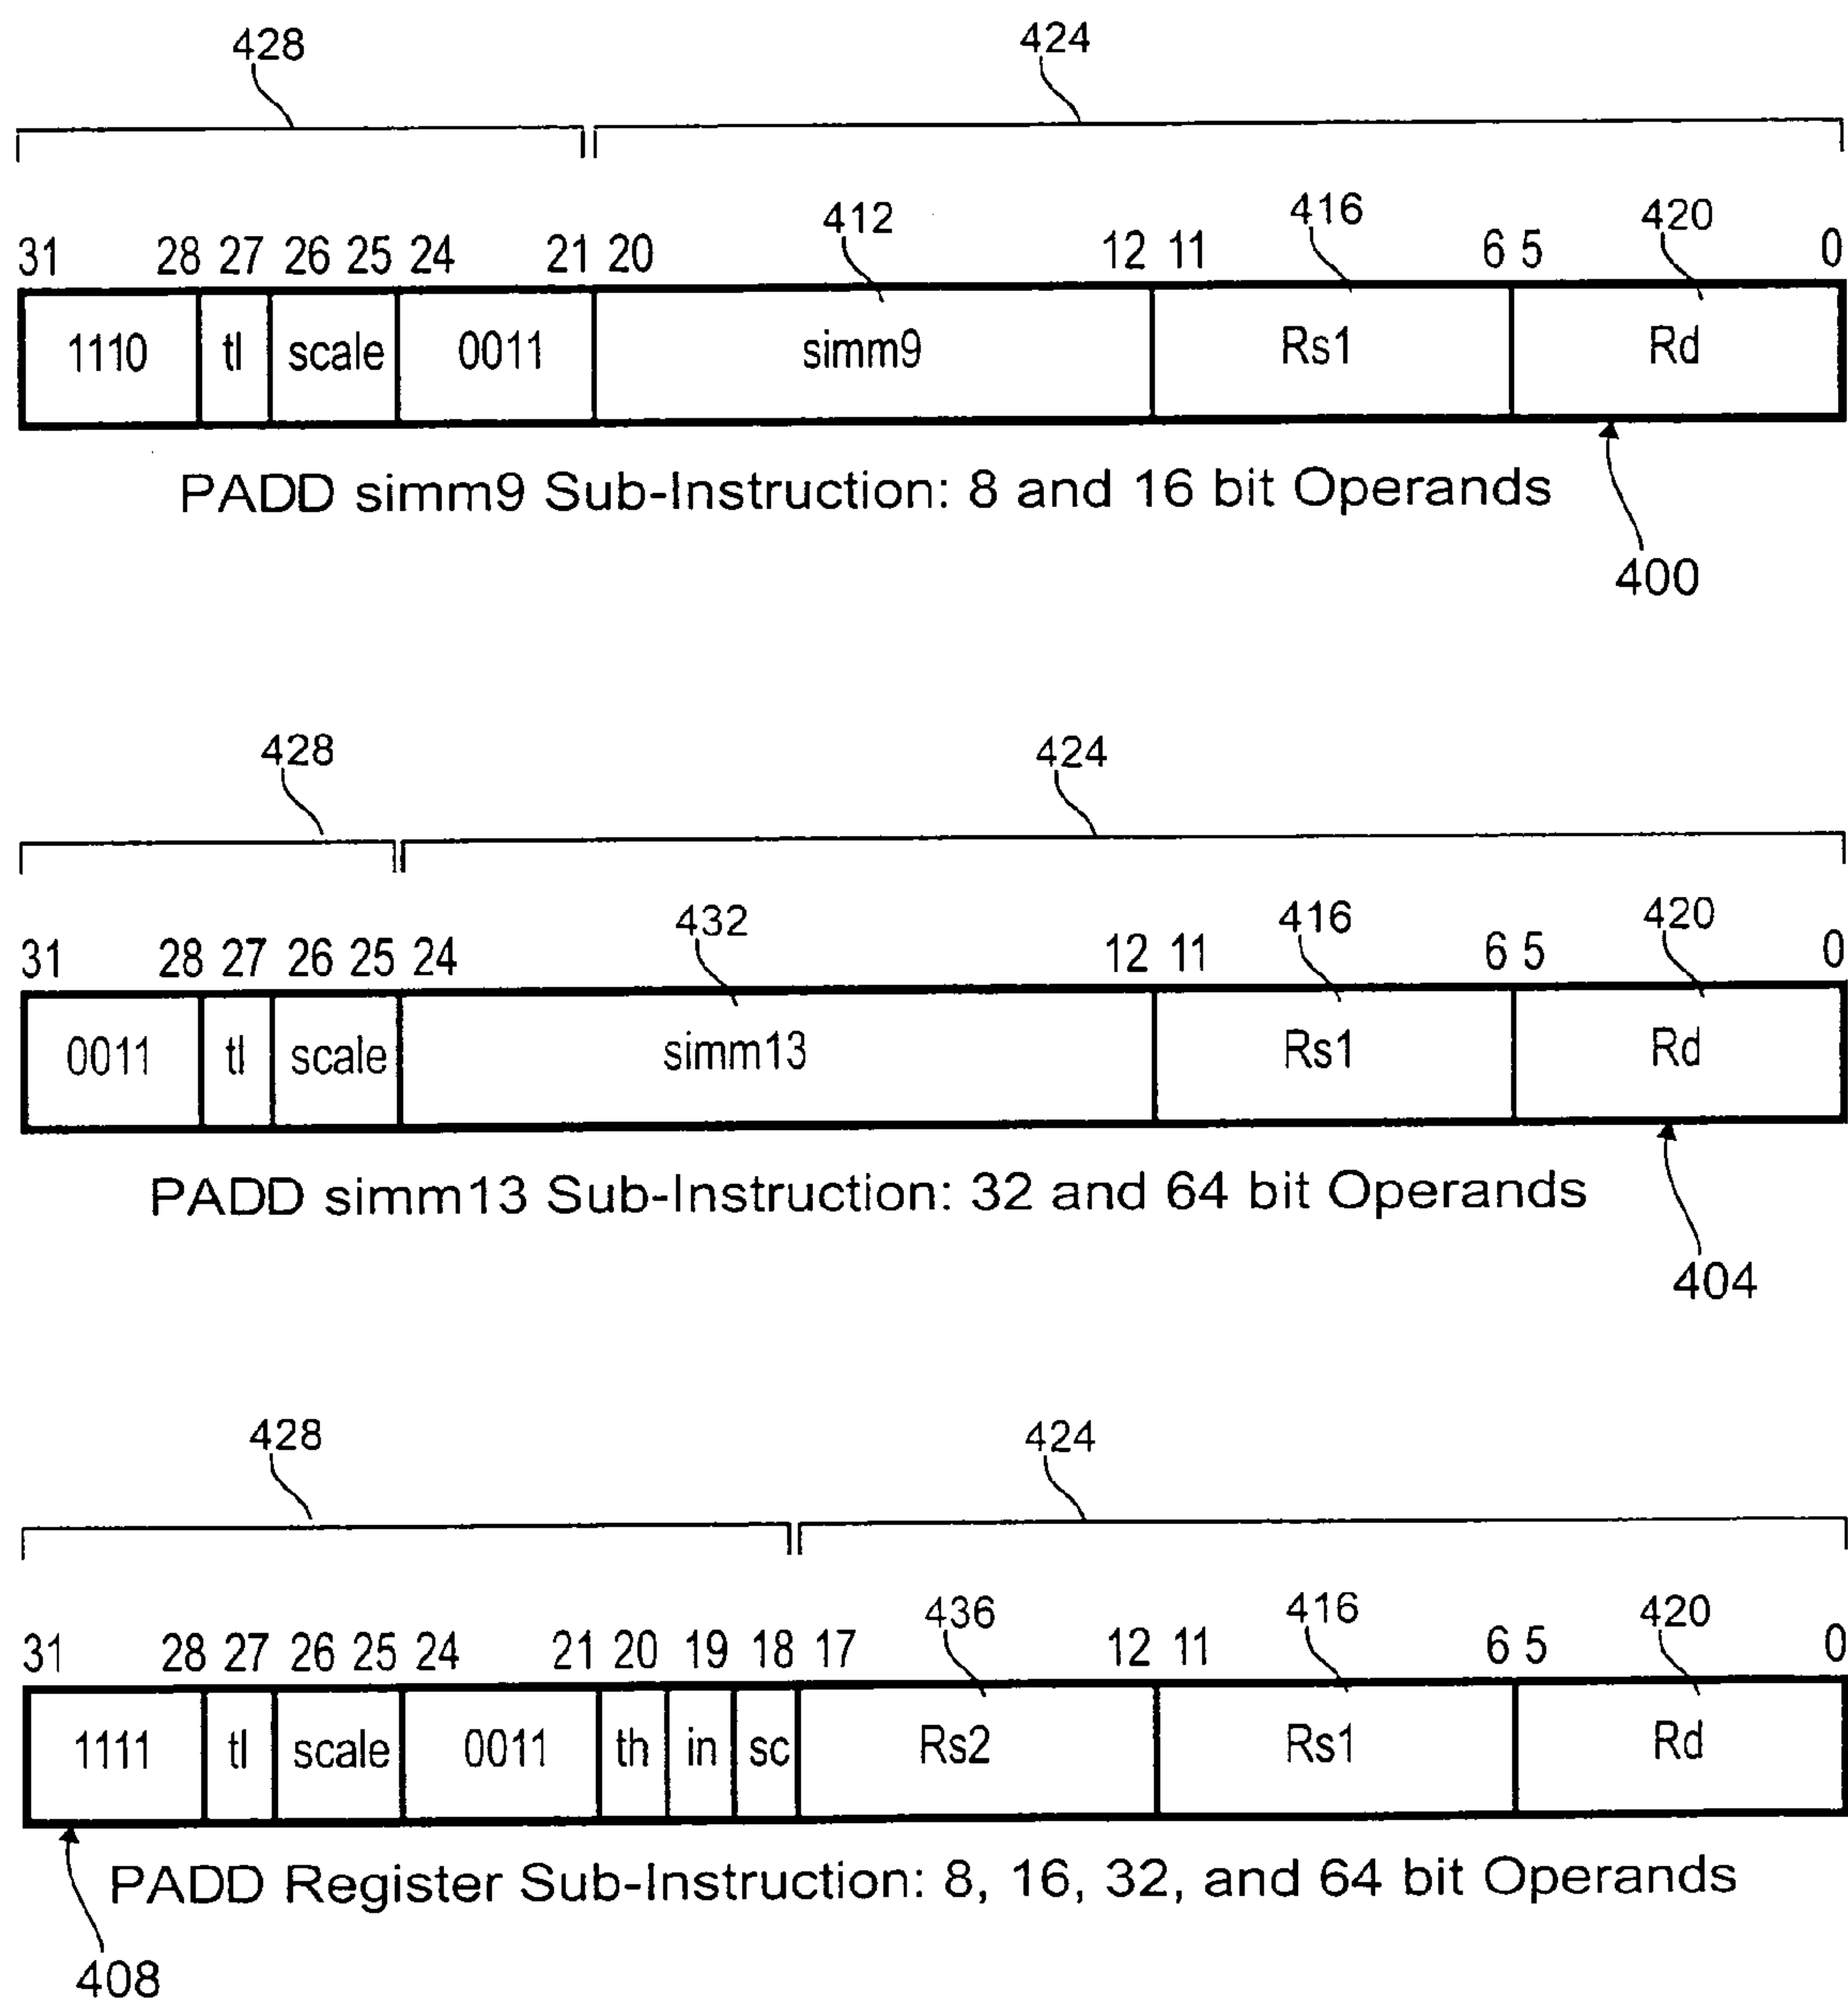 428 424
412 416 420
31 28 27 26 25 24 21 20 12 11 6 5 0
1110 tl scale 0011 simm9 Rs1 Rd
PADD simm9 Sub-Instruction: 8 and 16 bit Operands
400
428 424
432 416 420
31 28 27 26 25 24 12 11 6 5 0
0011 tl scale simm13 Rs1 Rd
PADD simm13 Sub-Instruction: 32 and 64 bit Operands
404
428 424
436 416 420
31 28 27 26 25 24 21 20 19 18 17 12 11 6 5 0
1111 tl scale 0011 th in sc Rs2 Rs1 Rd
PADD Register Sub-Instruction: 8, 16, 32, and 64 bit Operands
408